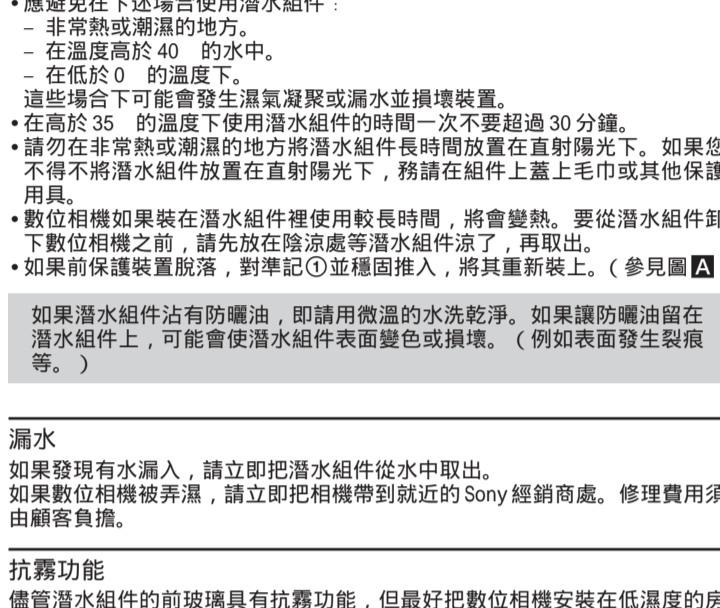 • 應避免在下述場合使用潛水組件：
– 非常熱或潮濕的地方。
– 在溫度高於 40 的水中。
– 在低於 0 的溫度下。
這些場合下可能會發生濕氣凝聚或漏水並損壞裝置。
• 在高於 35 的溫度下使用潛水組件的時間一次不要超過 30 分鐘。
• 請勿在非常熱或潮濕的地方將潛水組件長時間放置在直射陽光下。如果您
不得不將潛水組件放置在直射陽光下，務請在組件上蓋上毛巾或其他保護
用具。
• 數位相機如果裝在潛水組件裡使用較長時間，將會變熱。要從潛水組件卸
下數位相機之前，請先放在陰涼處等潛水組件涼了，再取出。
• 如果前保護裝置脫落，對準記①並穩固推入，將其重新裝上。( 參見圖 A
如果潛水組件沾有防曬油，即請用微溫的水洗乾淨。如果讓防曬油留在
潛水組件上，可能會使潛水組件表面變色或損壞。（例如表面發生裂痕
等。）
漏水
如果發現有水漏入，請立即把潛水組件從水中取出。
如果數位相機被弄濕，請立即把相機帶到就近的 Sony 經銷商處。修理費用須
由顧客負擔。
抗霧功能
儘管潛水組件的前玻璃具有抗霧功能，但最好把數位相機安裝在低濕度的房